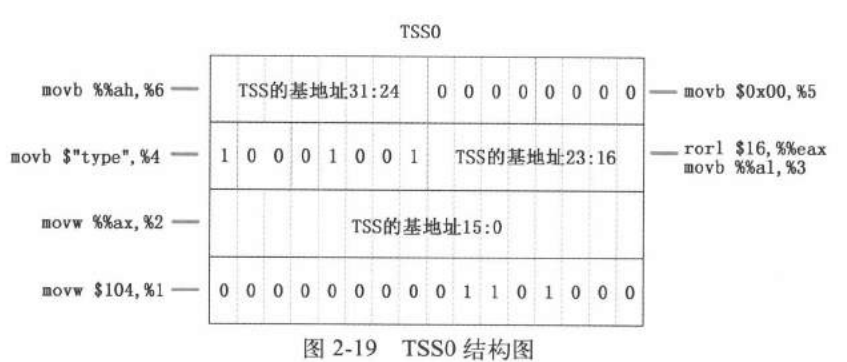 TSS0
movb %%ah,%6 TSS的基地址31:24 0 0 0 0 0 0 0 0 movb $0x00,%5
movb $"type",%4 1 0 0 0 1 0 0 1 TSS的基地址23:16 rorl $16,%%eax
movb %%al,%3
movw %%ax,%2 TSS的基地址15:0
movw $104,%1 0 0 0 0 0 0 0 0 0 1 1 0 1 0 0 0
图 2-19 TSS0 结构图